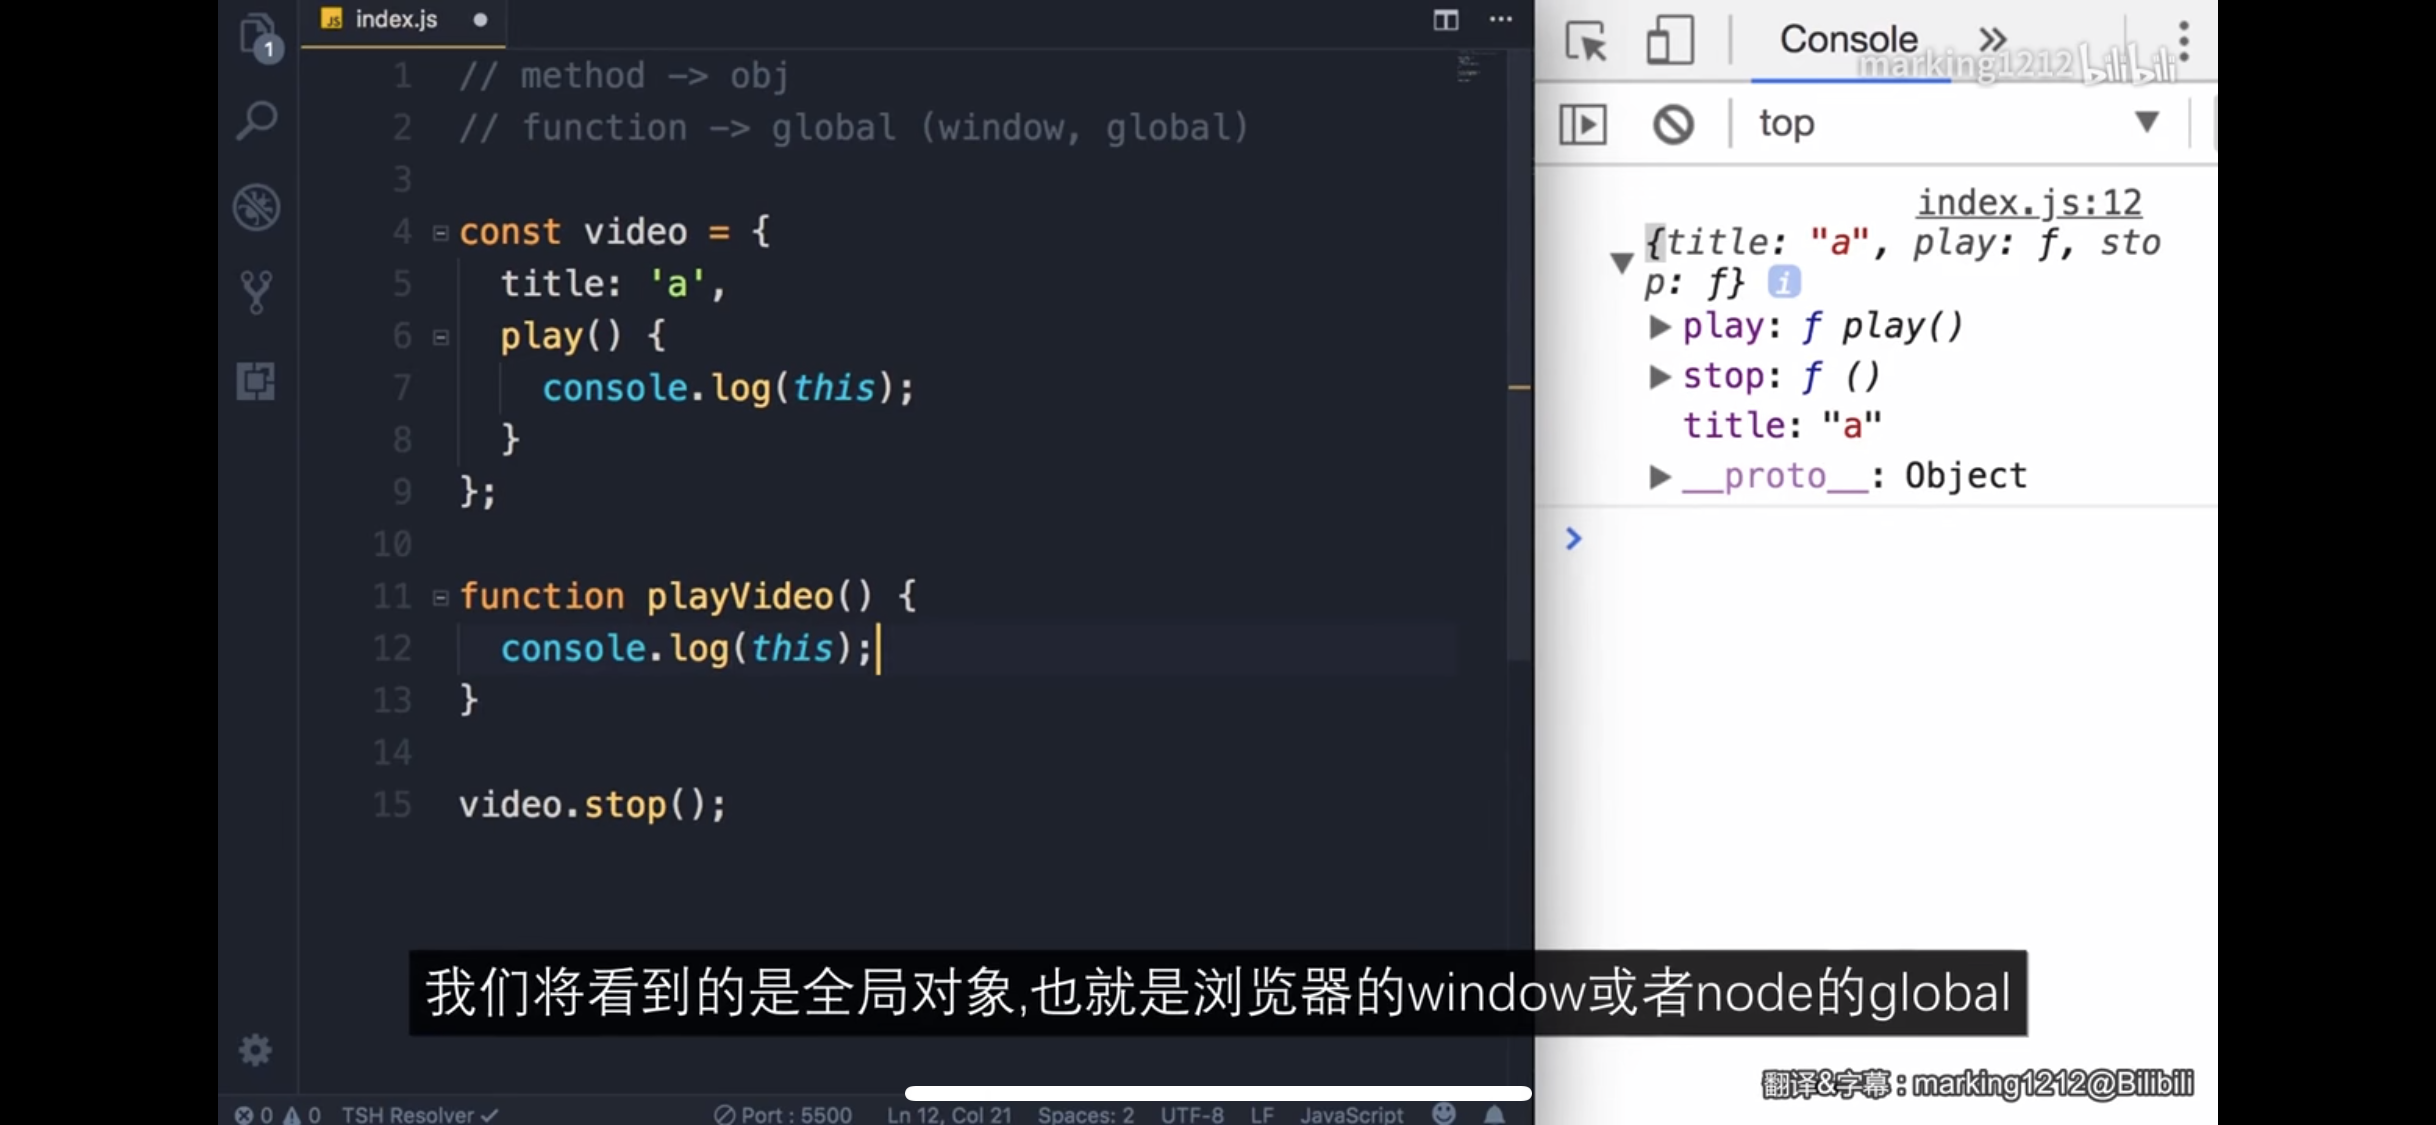 index.js
1
1 // method -> obj
2 // function -> global (window, global)
3
4 const video = {
5 title: 'a',
6 play() {
7 console.log(this);
8 }
9 };
10
11 function playVideo() {
12 console.log(this);
13 }
14
15 video.stop();
0 0 TSH Resolver Port : 5500 Ln 12, Col 21 Spaces: 2 UTF-8 LF JavaScript
Console »
marking1212 bilibili
top
index.js:12
{title: "a", play: ƒ, sto
p: ƒ} i
play: ƒ play()
stop: ƒ ()
title: "a"
__proto__: Object
>
我们将看到的是全局对象,也就是浏览器的window或者node的global
翻译&字幕：marking1212@Bilibili